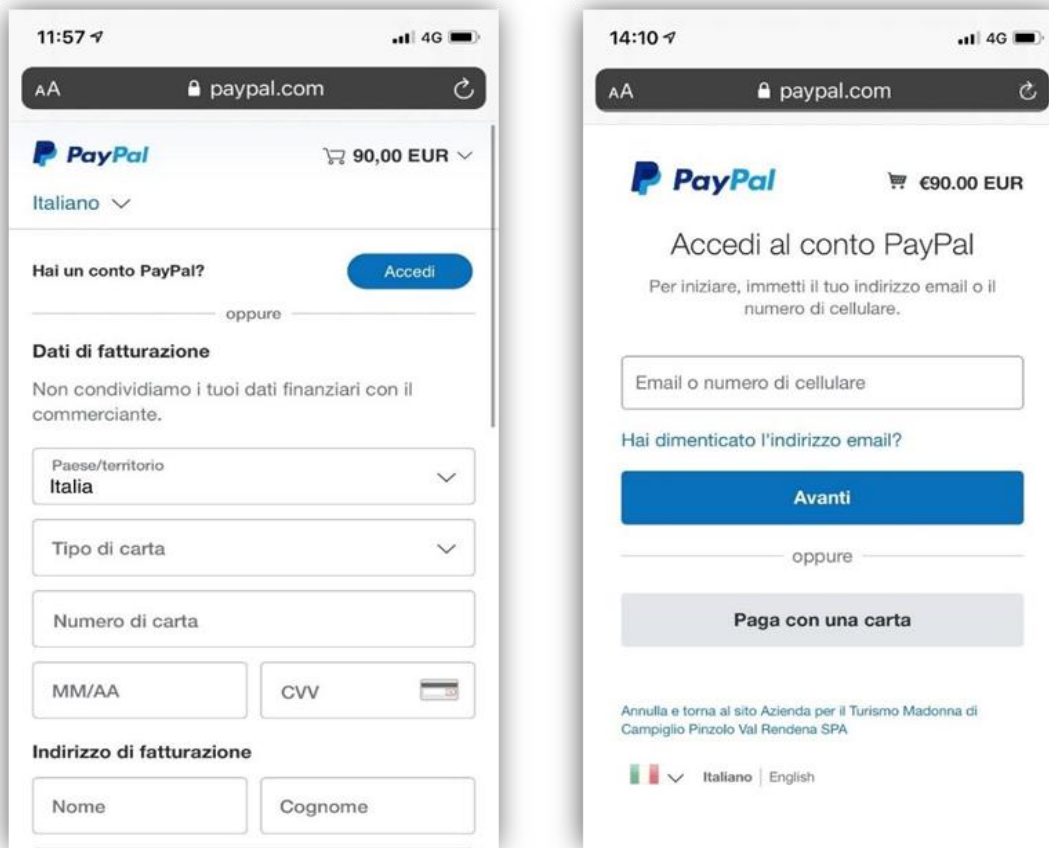 11:57
4G
AA paypal.com
PayPal 90,00 EUR
Italiano
Hai un conto PayPal? Accedi
oppure
Dati di fatturazione
Non condividiamo i tuoi dati finanziari con il
commerciante.
Paese/territorio
Italia
Tipo di carta
Numero di carta
MM/AA CVV
Indirizzo di fatturazione
Nome Cognome
14:10
4G
AA paypal.com
PayPal €90.00 EUR
Accedi al conto PayPal
Per iniziare, immetti il tuo indirizzo email o il
numero di cellulare.
Email o numero di cellulare
Hai dimenticato l'indirizzo email?
Avanti
oppure
Paga con una carta
Annulla e torna al sito Azienda per il Turismo Madonna di
Campiglio Pinzolo Val Rendena SPA
Italiano | English